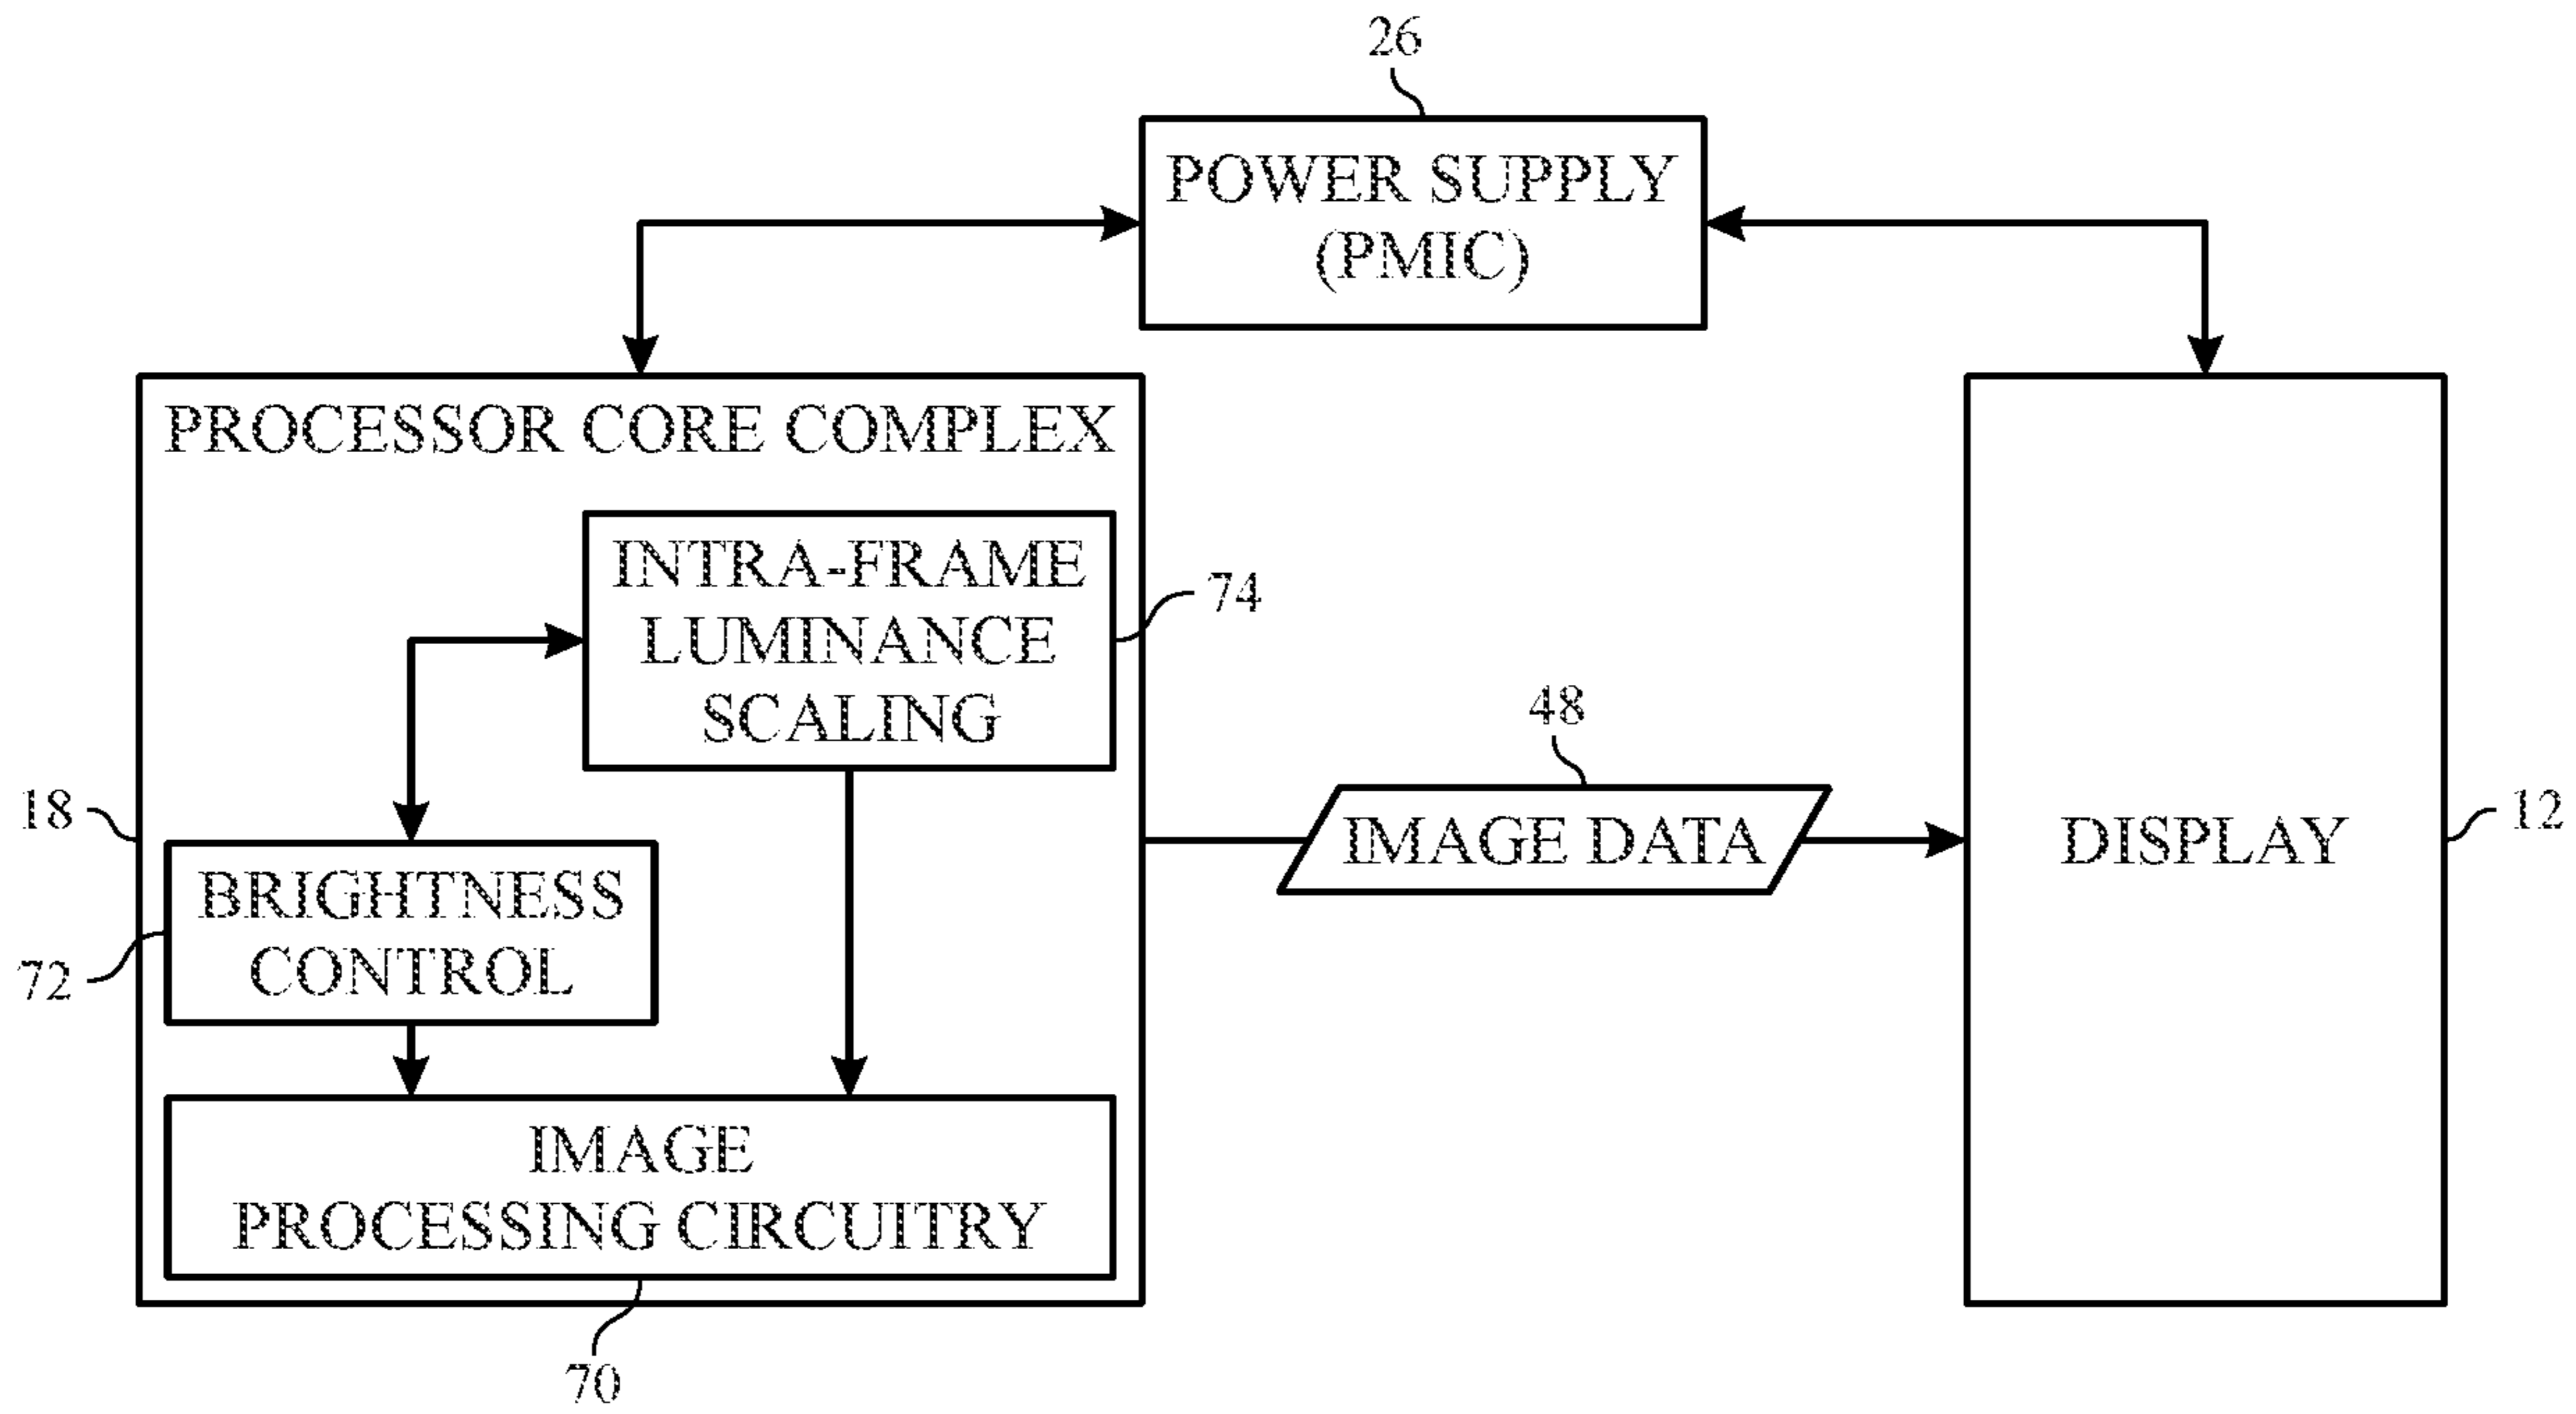 26
POWER SUPPLY
(PMIC)
PROCESSOR CORE COMPLEX
INTRA-FRAME
LUMINANCE
SCALING
74
48
IMAGE DATA
DISPLAY
12
18
BRIGHTNESS
CONTROL
72
IMAGE
PROCESSING CIRCUITRY
70